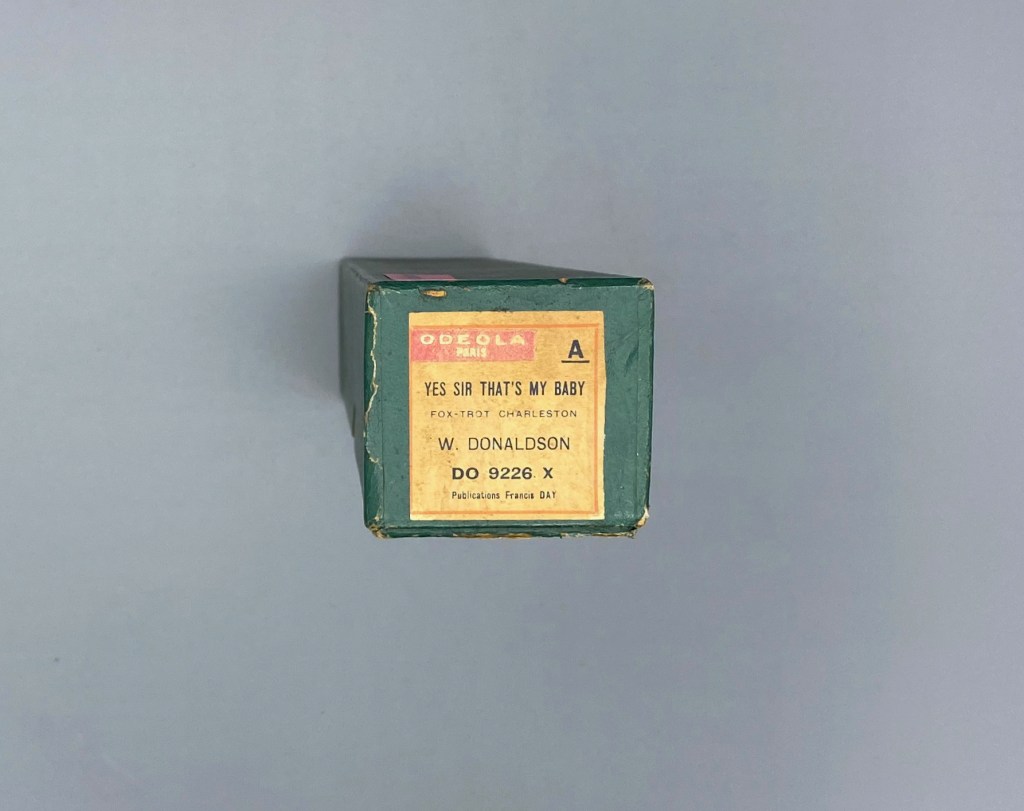 ODEOLA
PARIS
A
YES SIR THAT'S MY BABY
FOX-TROT CHARLESTON
W. DONALDSON
DO 9226 X
Publications Francis DAY